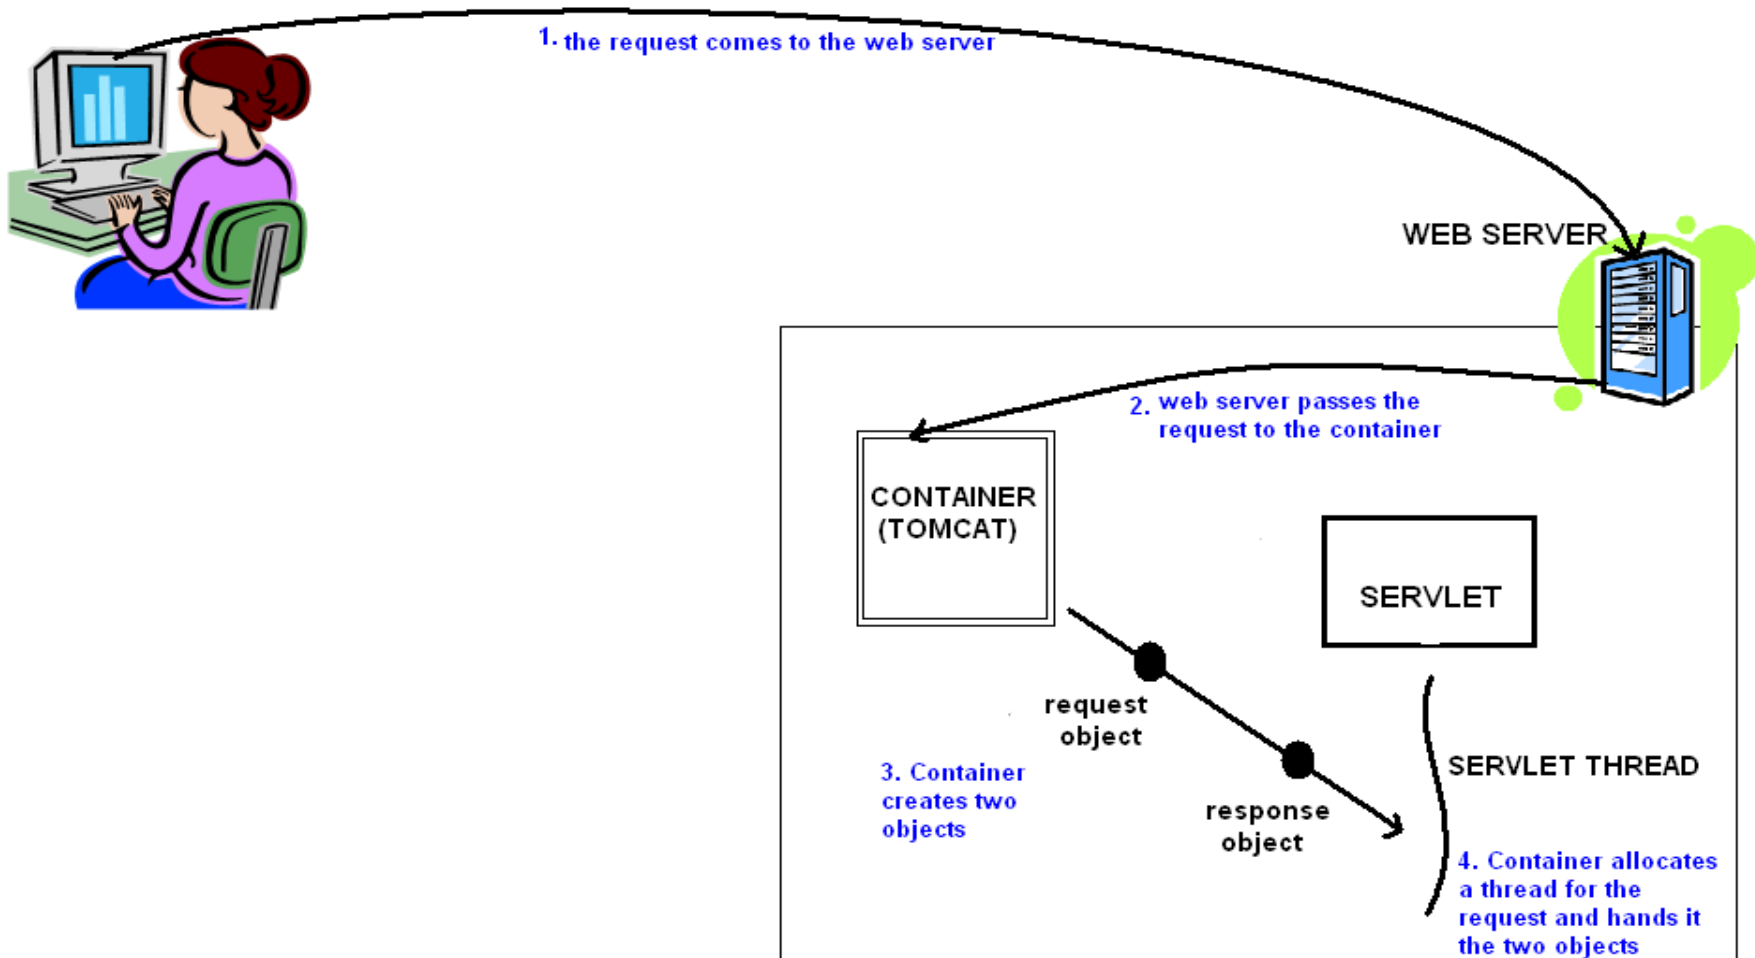 1. the request comes to the web server
WEB SERVER
2. web server passes the
request to the container
CONTAINER
(TOMCAT)
SERVLET
request
object
3. Container
creates two
objects
response
object
SERVLET THREAD
4. Container allocates
a thread for the
request and hands it
the two objects